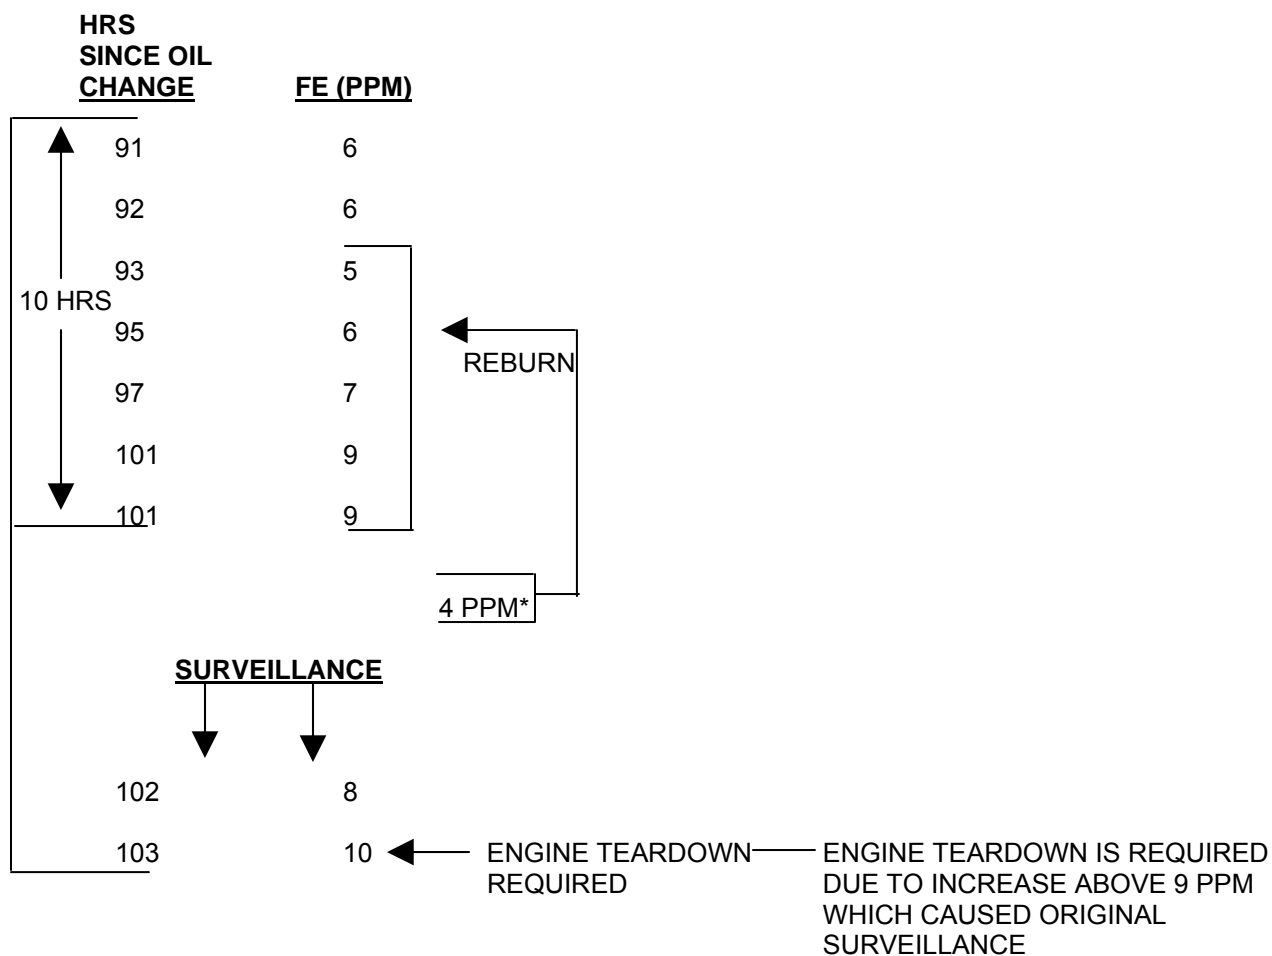 HRS
SINCE OIL
CHANGE FE (PPM)
91 6
92 6
93 5
10 HRS
95 6
REBURN
97 7
101 9
101 9
4 PPM*
SURVEILLANCE
102 8
103 10 ENGINE TEARDOWN ENGINE TEARDOWN IS REQUIRED
REQUIRED DUE TO INCREASE ABOVE 9 PPM
WHICH CAUSED ORIGINAL
SURVEILLANCE